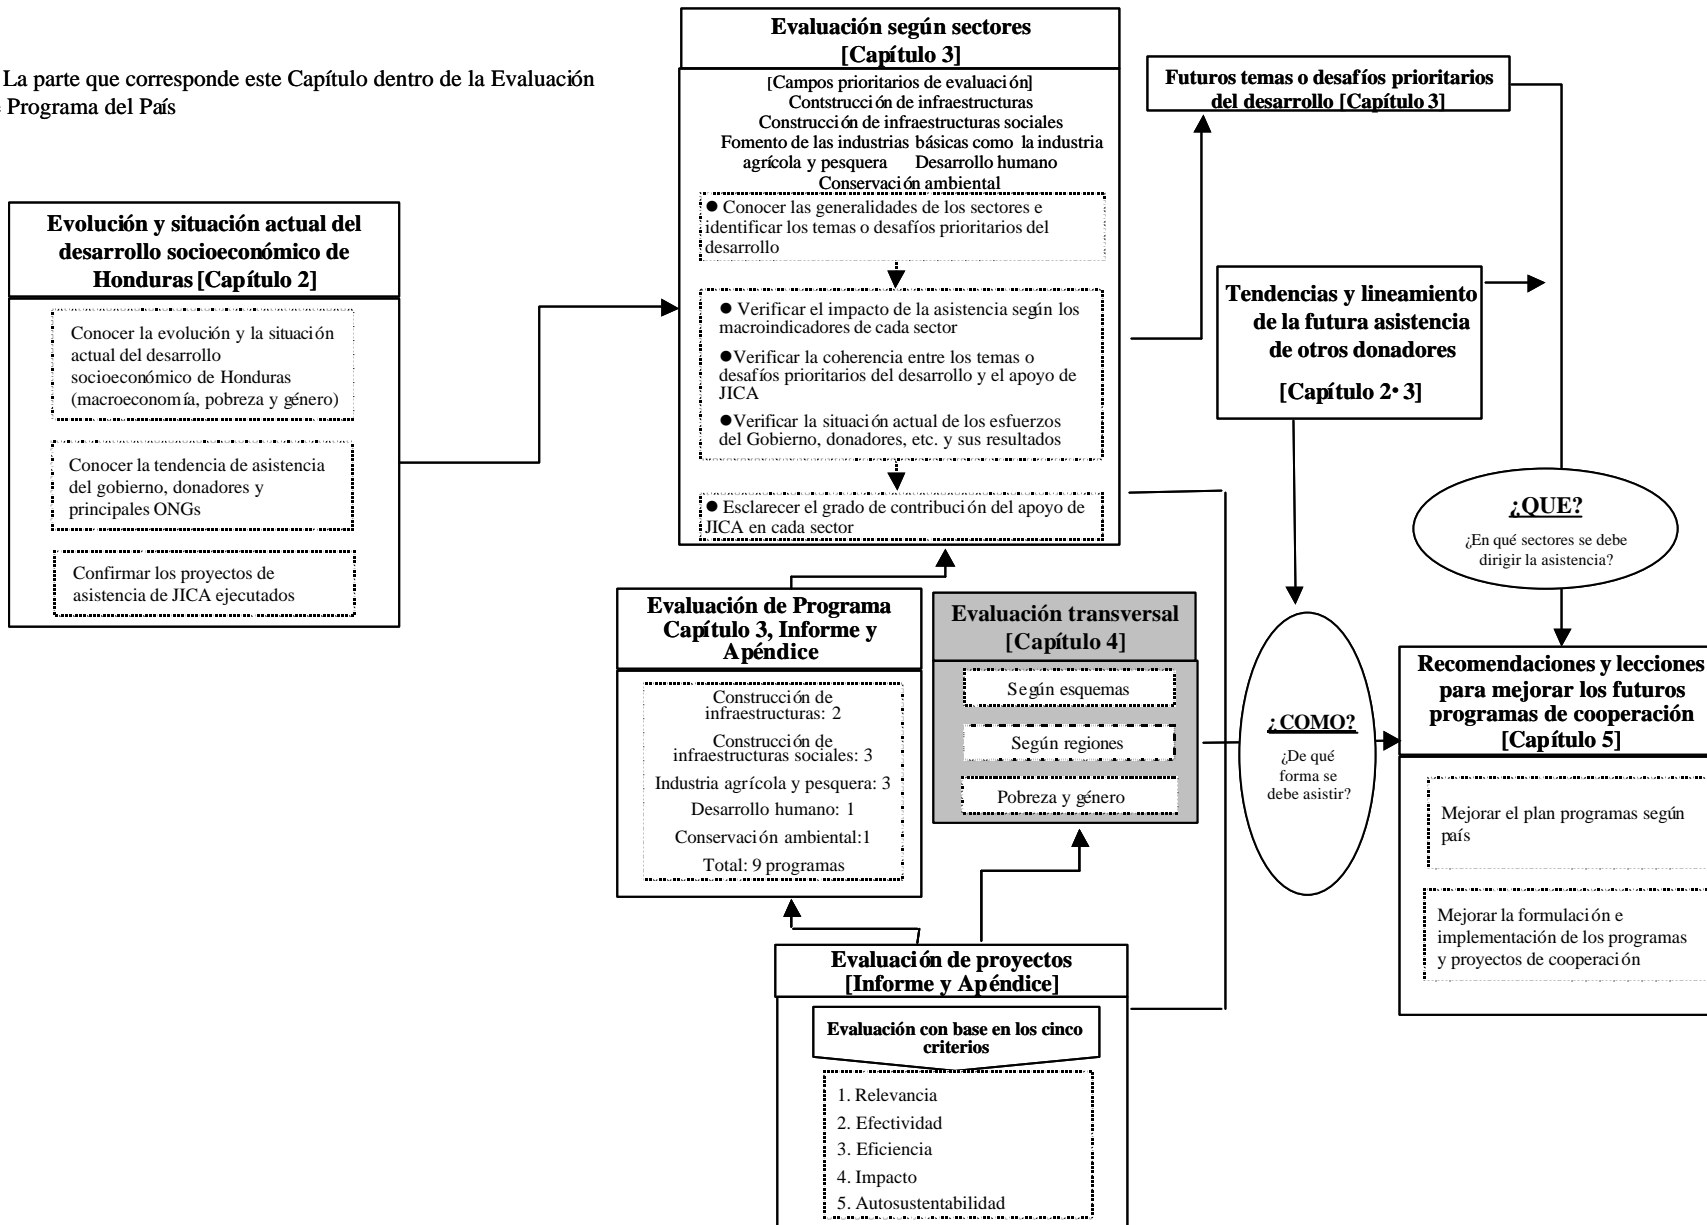 La parte que corresponde este Capítulo dentro de la Evaluación
Programa del País
Evolución y situación actual del
desarrollo socioeconómico de
Honduras [Capítulo 2]
Conocer la evolución y la situación
actual del desarrollo
socioeconómico de Honduras
(macroeconomía, pobreza y género)
Conocer la tendencia de asistencia
del gobierno, donadores y
principales ONGs
Confirmar los proyectos de
asistencia de JICA ejecutados
Evaluación según sectores
[Capítulo 3]
[Campos prioritarios de evaluación]
Contstrucción de infraestructuras
Construcción de infraestructuras sociales
Fomento de las industrias básicas como la industria
agrícola y pesquera Desarrollo humano
Conservación ambiental
● Conocer las generalidades de los sectores e
identificar los temas o desafíos prioritarios del
desarrollo
● Verificar el impacto de la asistencia según los
macroindicadores de cada sector
●Verificar la coherencia entre los temas o
desafíos prioritarios del desarrollo y el apoyo de
JICA
●Verificar la situación actual de los esfuerzos
del Gobierno, donadores, etc. y sus resultados
● Esclarecer el grado de contribución del apoyo de
JICA en cada sector
Evaluación de Programa
Capítulo 3, Informe y
Apéndice
Construcción de
infraestructuras: 2
Construcción de
infraestructuras sociales: 3
Industria agrícola y pesquera: 3
Desarrollo humano: 1
Conservación ambiental:1
Total: 9 programas
Evaluación transversal
[Capítulo 4]
Según esquemas
Según regiones
Pobreza y género
Evaluación de proyectos
[Informe y Apéndice]
Evaluación con base en los cinco
criterios
1. Relevancia
2. Efectividad
3. Eficiencia
4. Impacto
5. Autosustentabilidad
Futuros temas o desafíos prioritarios
del desarrollo [Capítulo 3]
Tendencias y lineamiento
de la futura asistencia
de otros donadores
[Capítulo 2・3]
¿QUE?
¿En qué sectores se debe
dirigir la asistencia?
¿COMO?
¿De qué
forma se
debe asistir?
Recomendaciones y lecciones
para mejorar los futuros
programas de cooperación
[Capítulo 5]
Mejorar el plan programas según
país
Mejorar la formulación e
implementación de los programas
y proyectos de cooperación